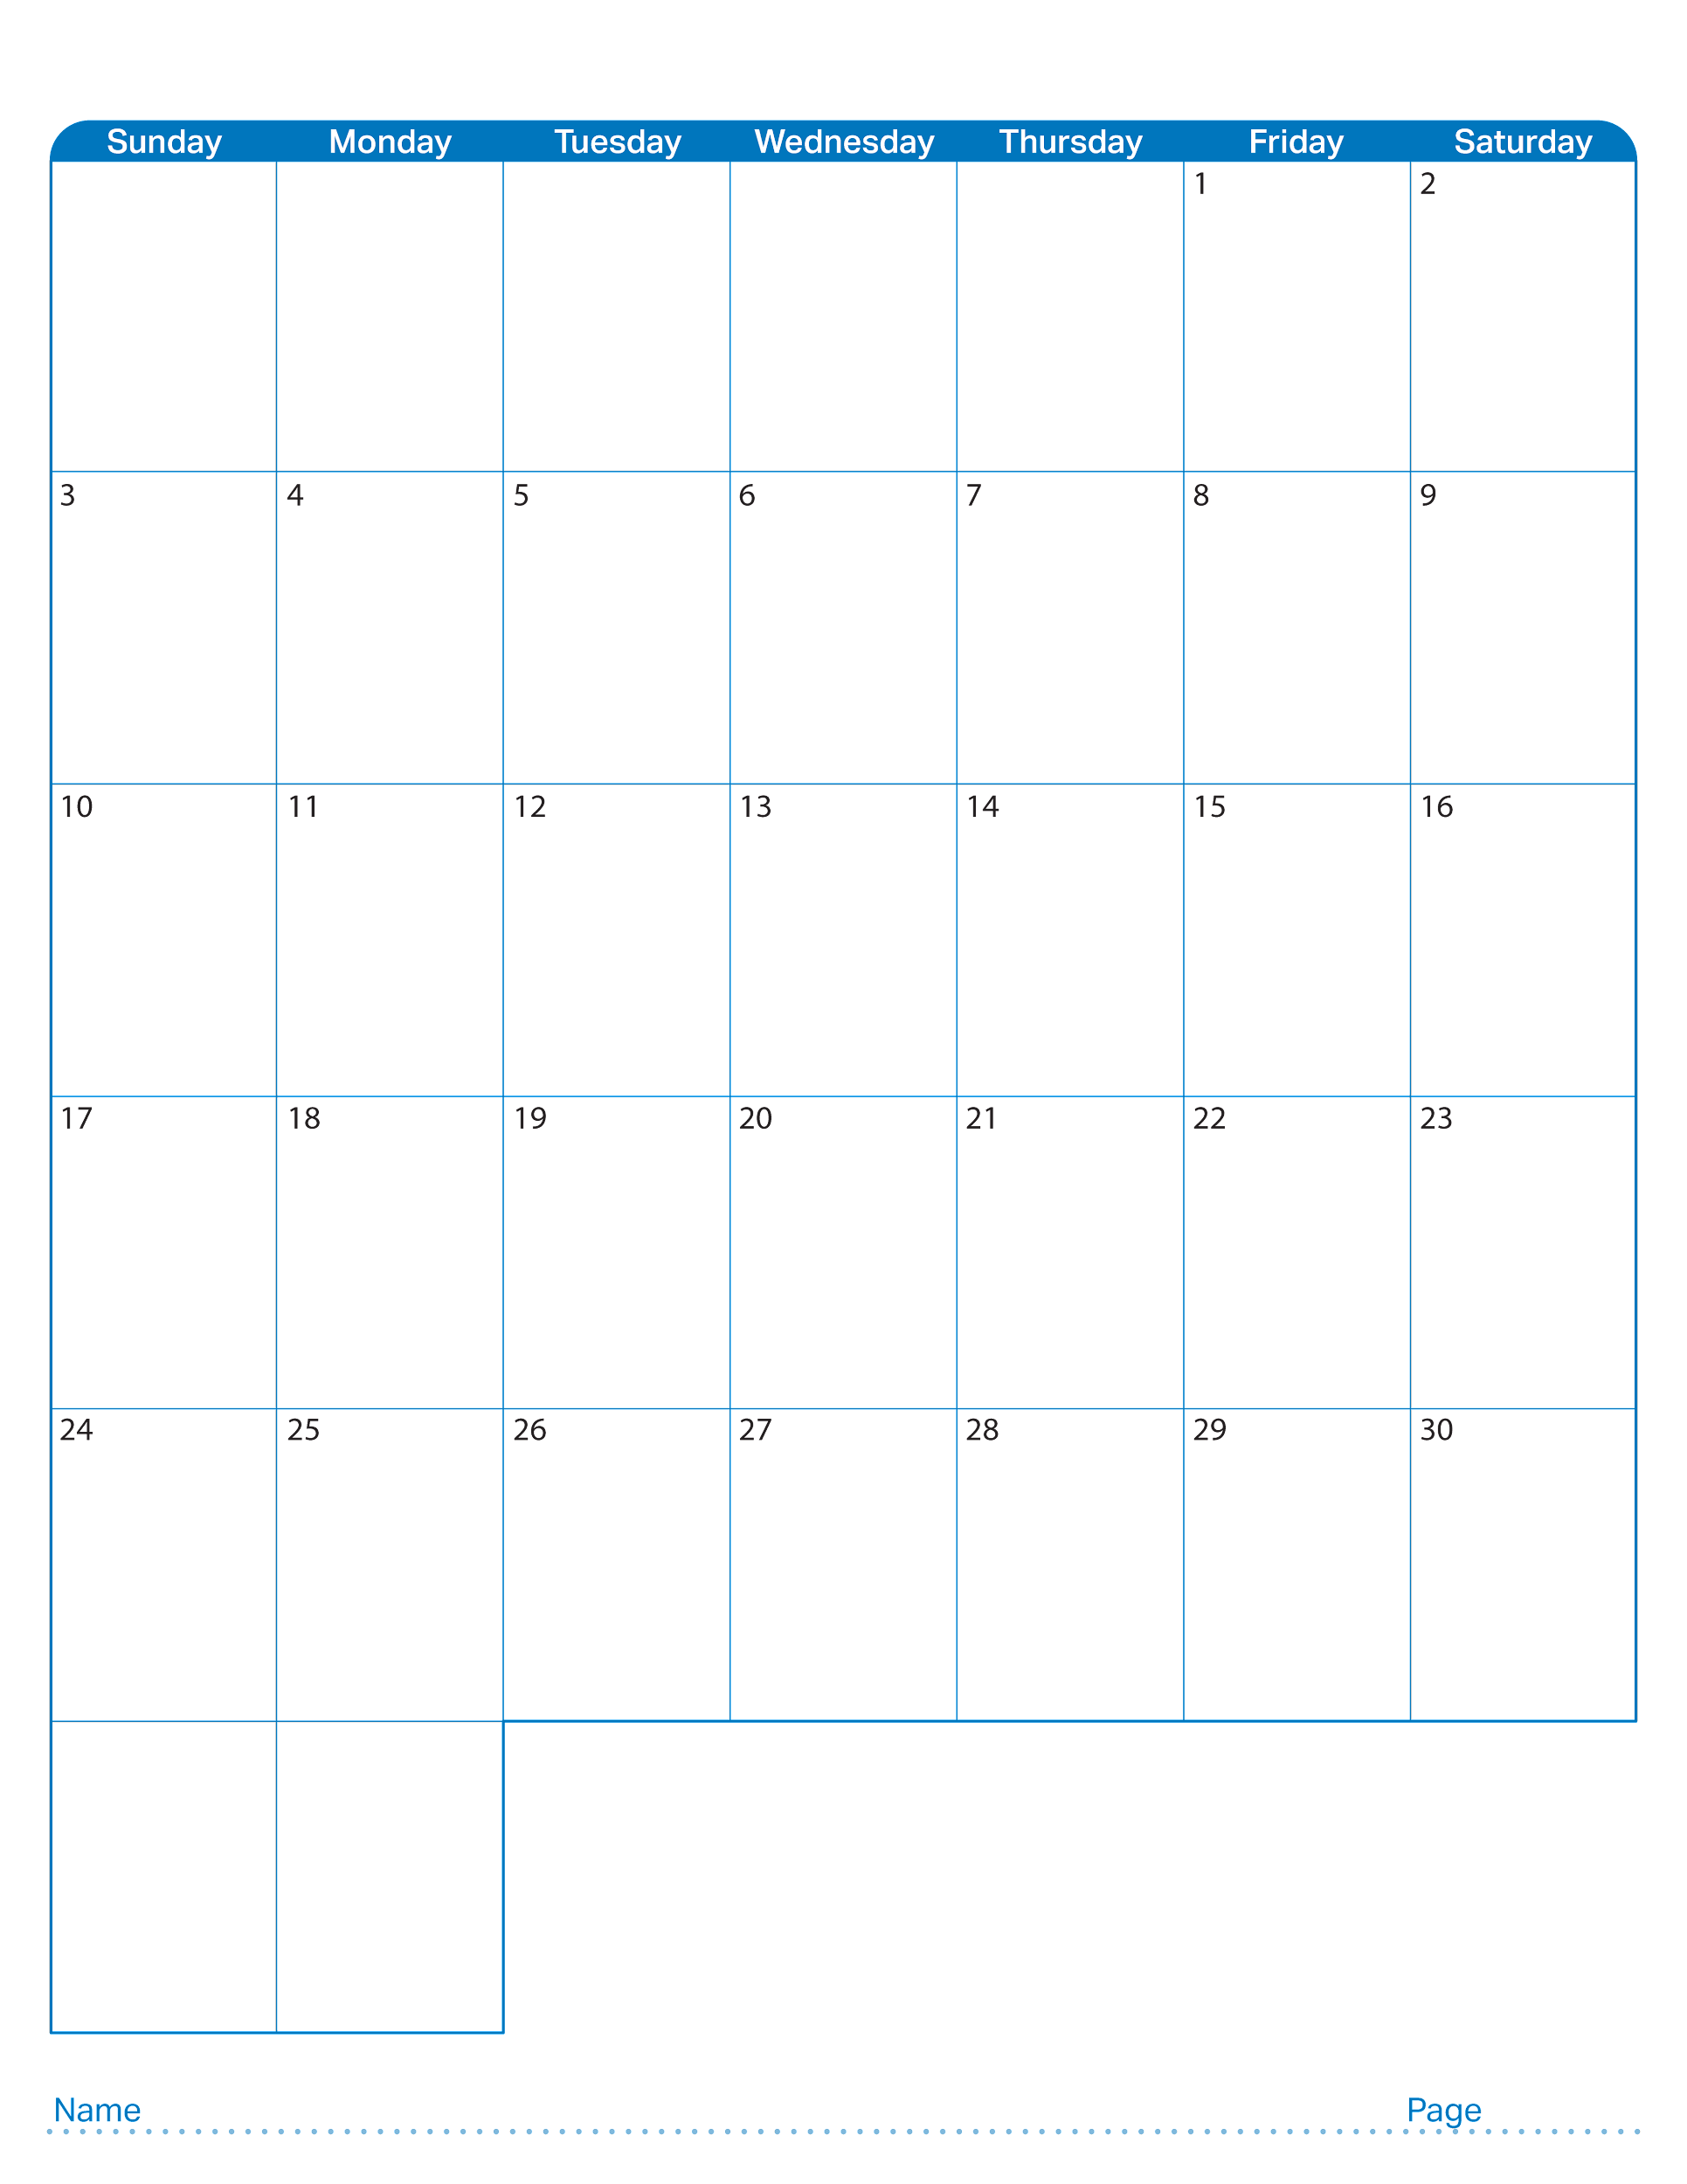 Sunday Monday Tuesday Wednesday Thursday Friday Saturday
1 2
3 4 5 6 7 8 9
10 11 12 13 14 15 16
17 18 19 20 21 22 23
24 25 26 27 28 29 30
Name Page